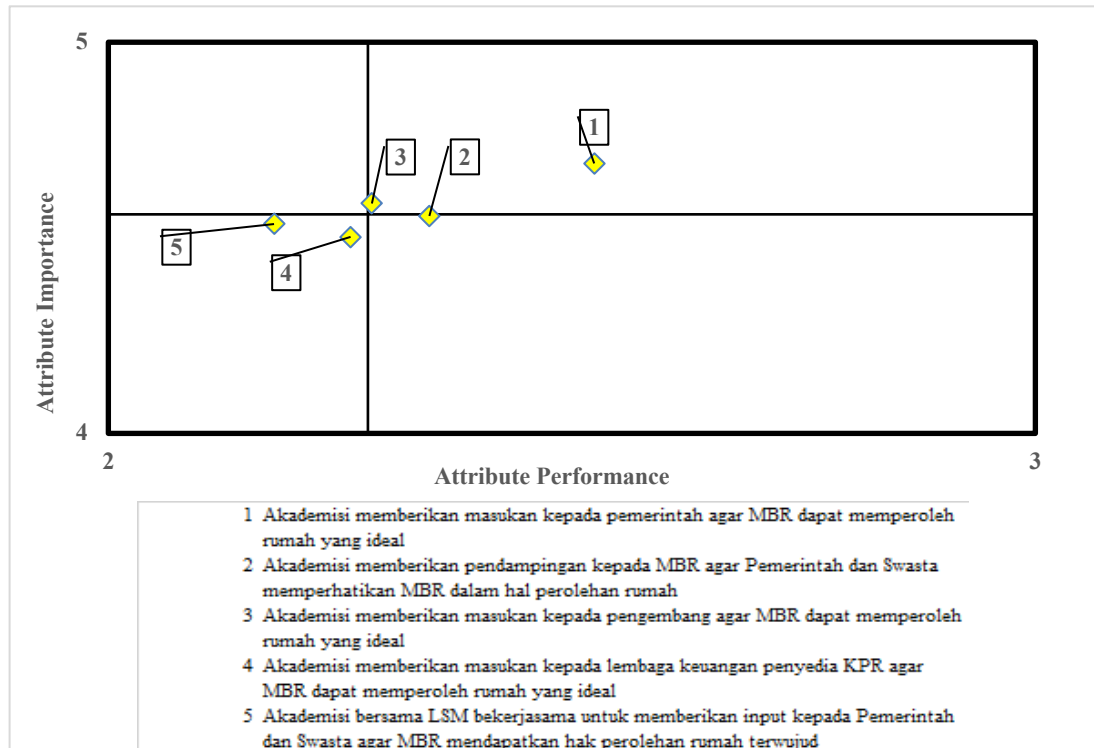 5
1
3
2
5
4
Attribute Importance
4
2
3
Attribute Performance
1 Akademisi memberikan masukan kepada pemerintah agar MBR dapat memperoleh
rumah yang ideal
2 Akademisi memberikan pendampingan kepada MBR agar Pemerintah dan Swasta
memperhatikan MBR dalam hal perolehan rumah
3 Akademisi memberikan masukan kepada pengembang agar MBR dapat memperoleh
rumah yang ideal
4 Akademisi memberikan masukan kepada lembaga keuangan penyedia KPR agar
MBR dapat memperoleh rumah yang ideal
5 Akademisi bersama LSM bekerjasama untuk memberikan input kepada Pemerintah
dan Swasta agar MBR mendapatkan hak perolehan rumah terwujud